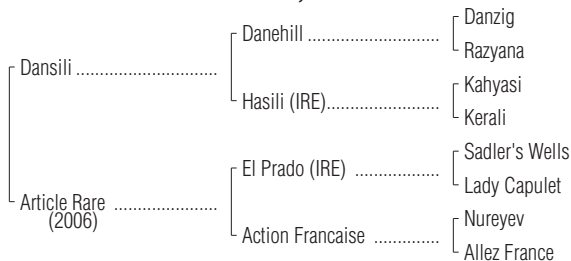 Danzig
Danehill ..........................................
Razyana
Dansili .............................
Kahyasi
Hasili (IRE)....................................
Kerali
Sadler's Wells
El Prado (IRE) ...........................
Lady Capulet
Article Rare .....................
(2006)
Nureyev
Action Francaise .................
Allez France